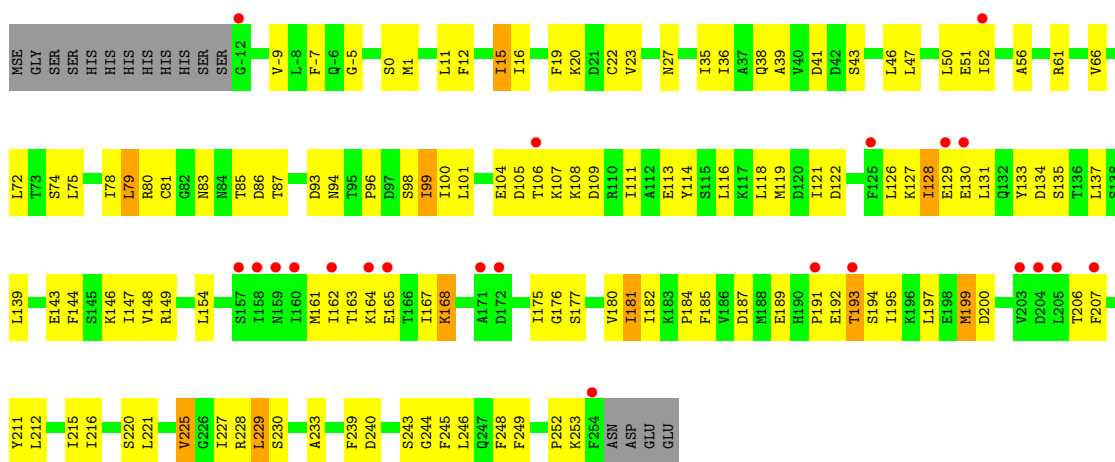 MSE GLY SER SER HIS HIS HIS HIS HIS HIS SER SER G-12 V-9 L-8 F-7 Q-6 G-5 S0 M1 L11 F12 I15 I16 F19 K20 D21 C22 V23 N27 I35 I36 A37 Q38 A39 V40 D41 D42 S43 L46 L47 L50 E51 I52 A56 R61 V66
L72 T73 S74 L75 I78 L79 R80 C81 G82 N83 N84 T85 D86 T87 D93 N94 T95 P96 D97 S98 I99 I100 L101 E104 D105 T106 K107 K108 D109 R110 I111 A112 E113 Y114 S115 L116 K117 L118 M119 D120 I121 D122 F125 L126 K127 I128 E129 E130 L131 Q132 Y133 D134 S135 T136 L137 S138
L139 E143 F144 S145 K146 I147 V148 R149 L154 S157 I158 N159 I160 M161 I162 T163 K164 E165 T166 I167 K168 A171 D172 I175 G176 S177 V180 I181 I182 K183 P184 F185 V186 D187 M188 E189 H190 P191 E192 T193 S194 I195 K196 L197 E198 M199 D200 V203 D204 L205 T206 F207
Y211 L212 I215 I216 S220 L221 V225 G226 I227 R228 L229 S230 A233 F239 D240 S243 G244 F245 L246 Q247 F248 F249 P252 K253 F254 ASN ASP GLU GLU